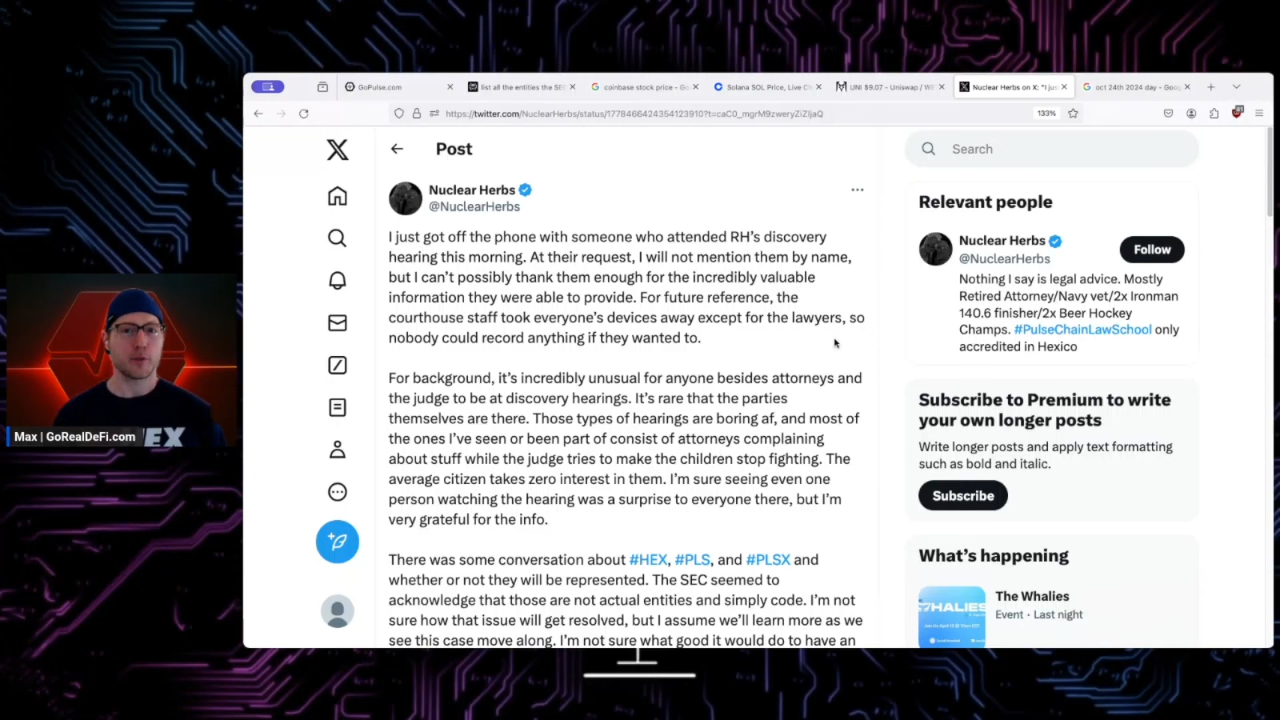 GoPulse.com
list all the entities the SE
coinbase stock price - Go
Solana SOL Price, Live C
UNI $9.07 - Uniswap / W
Nuclear Herbs on X: "I jus
oct 24th 2024 day - Goog
https://twitter.com/NuclearHerbs/status/1778466424354123910?t=caC0_mgrM9zweryZiZIjaQ
133%
Post
Search
Nuclear Herbs
@NuclearHerbs
I just got off the phone with someone who attended RH's discovery
hearing this morning. At their request, I will not mention them by name,
but I can't possibly thank them enough for the incredibly valuable
information they were able to provide. For future reference, the
courthouse staff took everyone's devices away except for the lawyers, so
nobody could record anything if they wanted to.
For background, it's incredibly unusual for anyone besides attorneys and
the judge to be at discovery hearings. It's rare that the parties
themselves are there. Those types of hearings are boring af, and most of
the ones I've seen or been part of consist of attorneys complaining
about stuff while the judge tries to make the children stop fighting. The
average citizen takes zero interest in them. I'm sure seeing even one
person watching the hearing was a surprise to everyone there, but I'm
very grateful for the info.
There was some conversation about #HEX, #PLS, and #PLSX and
whether or not they will be represented. The SEC seemed to
acknowledge that those are not actual entities and simply code. I'm not
sure how that issue will get resolved, but I assume we'll learn more as we
see this case move along. I'm not sure what good it would do to have an
Relevant people
Nuclear Herbs
@NuclearHerbs
Follow
Nothing I say is legal advice. Mostly
Retired Attorney/Navy vet/2x Ironman
140.6 finisher/2x Beer Hockey
Champs. #PulseChainLawSchool only
accredited in Hexico
Subscribe to Premium to write
your own longer posts
Write longer posts and apply text formatting
such as bold and italic.
Subscribe
What's happening
WHALIES
The Whalies
Event · Last night
Max | GoRealDeFi.com
EX